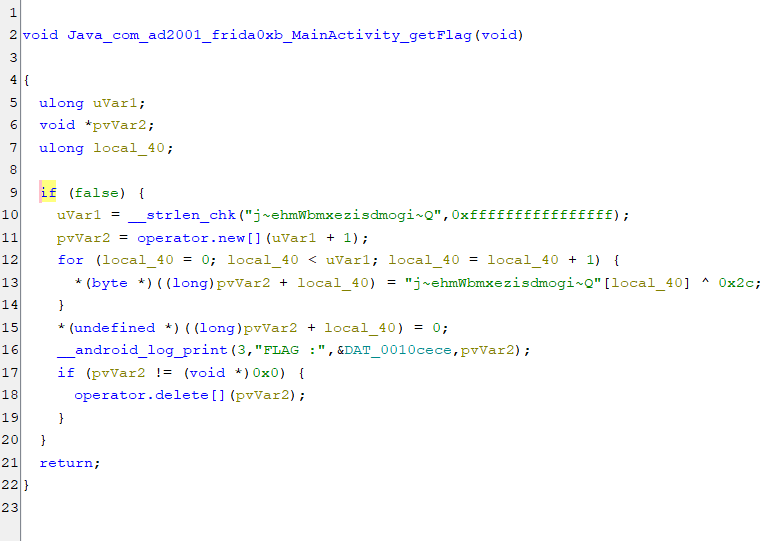 1
2 void Java_com_ad2001_frida0xb_MainActivity_getFlag(void)
3
4 {
5 ulong uVar1;
6 void *pvVar2;
7 ulong local_40;
8
9 if (false) {
10 uVar1 = __strlen_chk("j~ehmWbmxezisdmogi~Q",0xffffffffffffffff);
11 pvVar2 = operator.new[](uVar1 + 1);
12 for (local_40 = 0; local_40 < uVar1; local_40 = local_40 + 1) {
13 *(byte *)((long)pvVar2 + local_40) = "j~ehmWbmxezisdmogi~Q"[local_40] ^ 0x2c;
14 }
15 *(undefined *)((long)pvVar2 + local_40) = 0;
16 __android_log_print(3,"FLAG :",&DAT_0010cece,pvVar2);
17 if (pvVar2 != (void *)0x0) {
18 operator.delete[](pvVar2);
19 }
20 }
21 return;
22 }
23